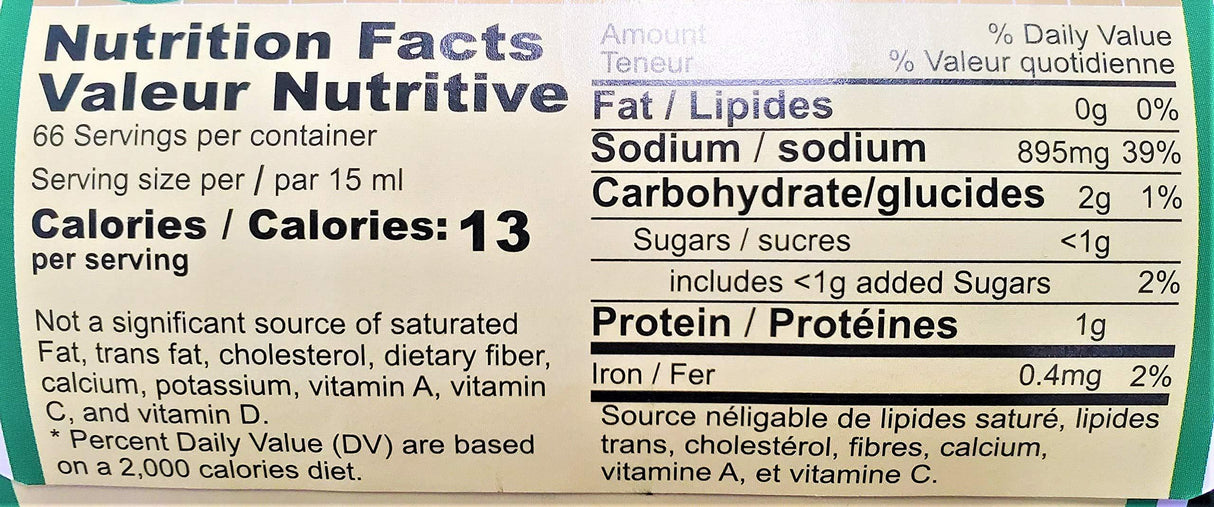 Nutrition Facts
Valeur Nutritive
66 Servings per container
Serving size per / par 15 ml
Calories / Calories: 13
per serving
Not a significant source of saturated
Fat, trans fat, cholesterol, dietary fiber,
calcium, potassium, vitamin A, vitamin
C, and vitamin D.
* Percent Daily Value (DV) are based
on a 2,000 calories diet.
Amount % Daily Value
Teneur % Valeur quotidienne
Fat / Lipides 0g 0%
Sodium / sodium 895mg 39%
Carbohydrate/glucides 2g 1%
Sugars / sucres <1g
includes <1g added Sugars 2%
Protein / Protéines 1g
Iron / Fer 0.4mg 2%
Source néligable de lipides saturé, lipides
trans, cholestérol, fibres, calcium,
vitamine A, et vitamine C.